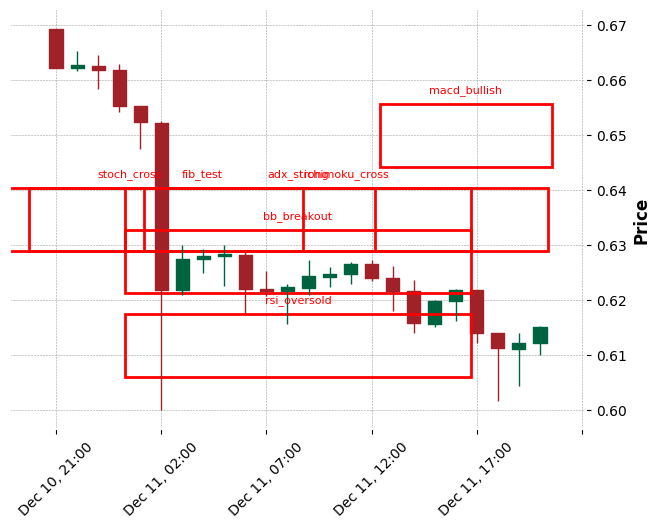 0.67
0.66
macd_bullish
0.65
stoch_cross fib_test adx_strong ichimoku_cross
0.64
bb_breakout
0.63
rsi_oversold
0.62
0.61
0.60
Price
Dec 10, 21:00
Dec 11, 02:00
Dec 11, 07:00
Dec 11, 12:00
Dec 11, 17:00